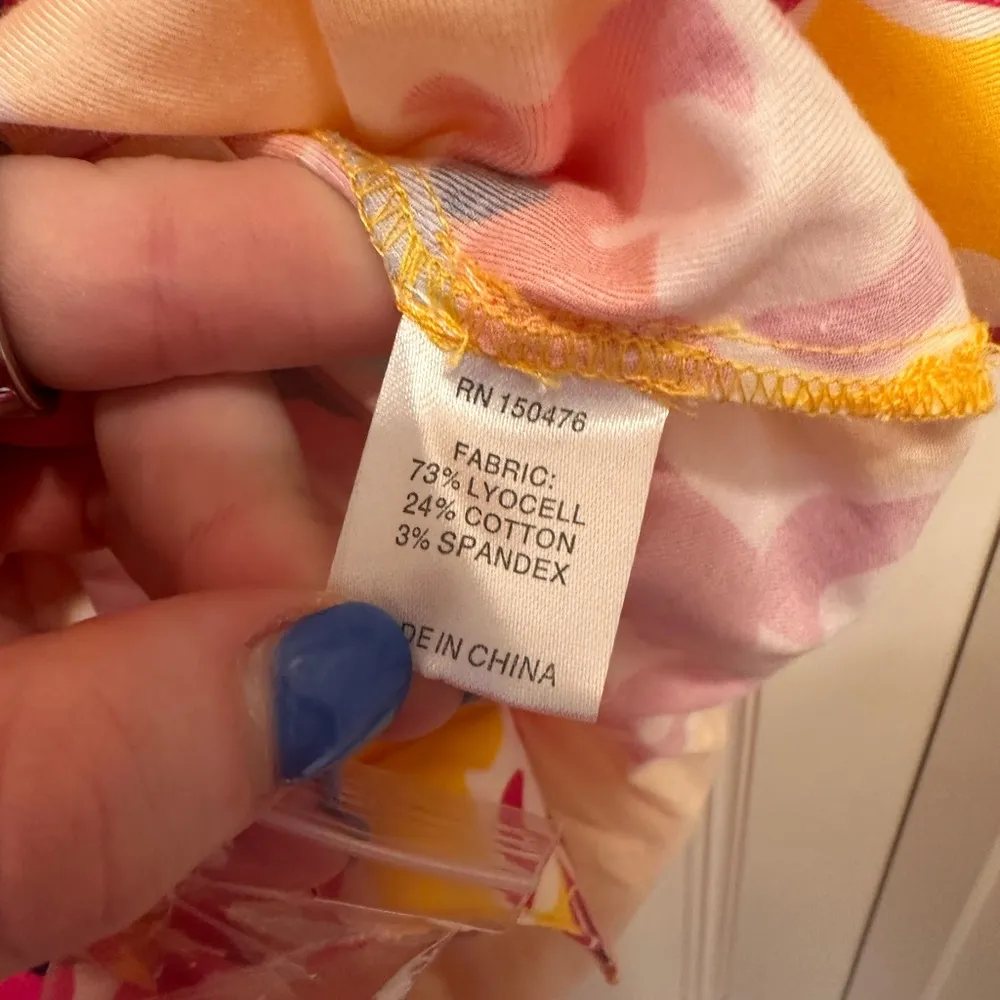 RN 150476
FABRIC:
73% LYOCELL
24% COTTON
3% SPANDEX
DE IN CHINA